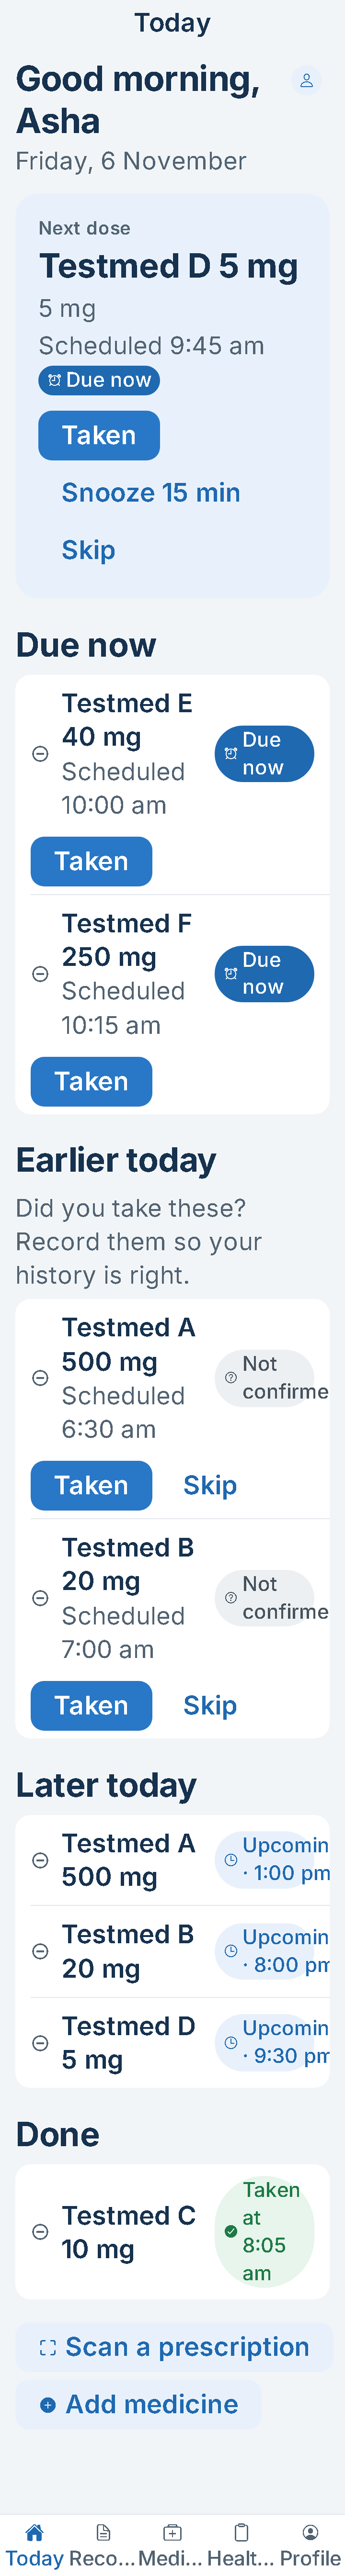 Today
Good morning,
Asha
Friday, 6 November
Next dose
Testmed D 5 mg
5 mg
Scheduled 9:45 am
Due now
Taken
Snooze 15 min
Skip
Due now
Testmed E
40 mg
Scheduled
10:00 am
Due
now
Taken
Testmed F
250 mg
Scheduled
10:15 am
Due
now
Taken
Earlier today
Did you take these?
Record them so your
history is right.
Testmed A
500 mg
Scheduled
6:30 am
Not
confirme
Taken Skip
Testmed B
20 mg
Scheduled
7:00 am
Not
confirme
Taken Skip
Later today
Testmed A
500 mg
Upcomin
· 1:00 pm
Testmed B
20 mg
Upcomin
· 8:00 pm
Testmed D
5 mg
Upcomin
· 9:30 pm
Done
Testmed C
10 mg
Taken
at
8:05
am
Scan a prescription
Add medicine
Today Reco... Medi... Healt... Profile